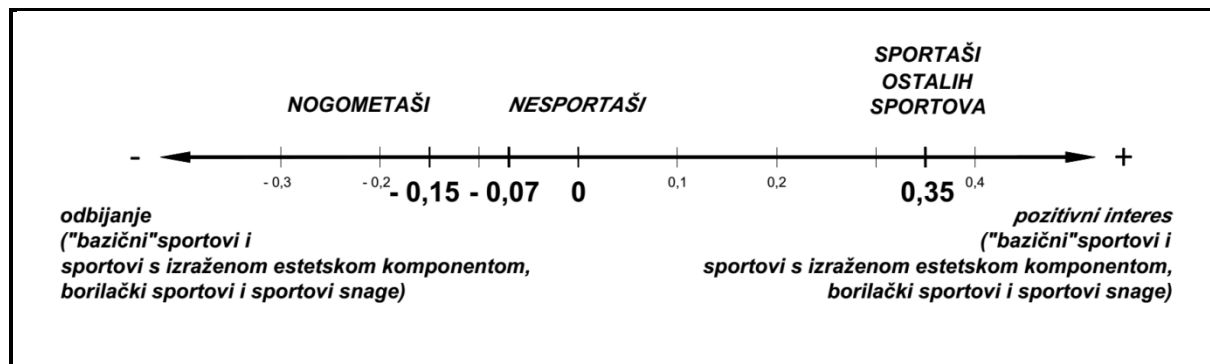 SPORTAŠI
OSTALIH
SPORTOVA
NOGOMETAŠI NESPORTAŠI
- +
- 0,3 - 0,2 - 0,15 - 0,07 0 0,1 0,2 0,35 0,4
odbijanje
("bazični"sportovi i
sportovi s izraženom estetskom komponentom,
borilački sportovi i sportovi snage)
pozitivni interes
("bazični"sportovi i
sportovi s izraženom estetskom komponentom,
borilački sportovi i sportovi snage)